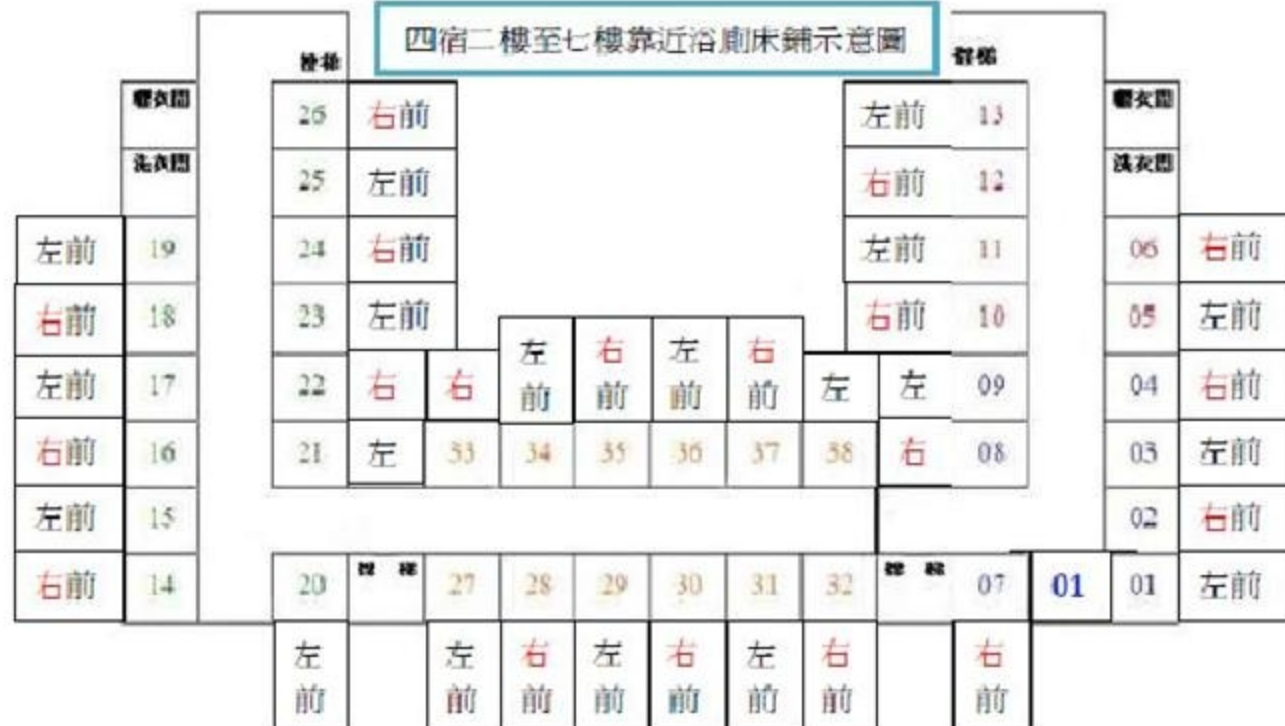 四宿二樓至七樓靠近浴廁床鋪示意圖
樓梯 樓梯
曬衣間 26 右前 左前 13 曬衣間
洗衣間 25 左前 右前 12 洗衣間
左前 19 24 右前 左前 11 06 右前
右前 18 23 左前 右前 10 05 左前
左前 17 22 右 右 左前 右前 左前 右前 左 左 09 04 右前
右前 16 21 左 33 34 35 36 37 38 右 08 03 左前
左前 15 02 右前
右前 14 20 樓梯 27 28 29 30 31 32 樓梯 07 01 01 左前
左前 左前 右前 左前 右前 左前 右前 右前